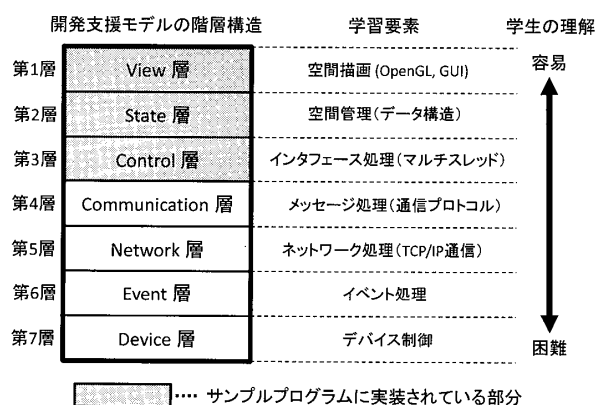 開発支援モデルの階層構造 学習要素 学生の理解
第1層 View 層 空間描画(OpenGL, GUI) 容易
第2層 State 層 空間管理(データ構造)
第3層 Control 層 インタフェース処理(マルチスレッド)
第4層 Communication 層 メッセージ処理(通信プロトコル)
第5層 Network 層 ネットワーク処理(TCP/IP通信)
第6層 Event 層 イベント処理
第7層 Device 層 デバイス制御 困難
‥‥ サンプルプログラムに実装されている部分